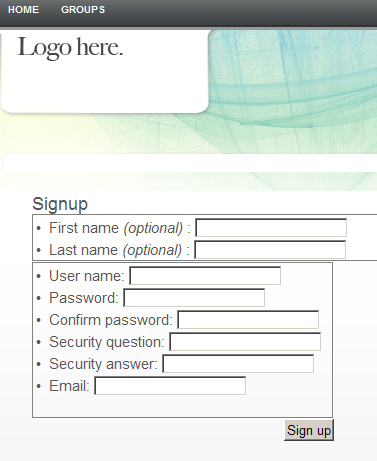 HOME GROUPS
Logo here.
Signup
• First name (optional) :
• Last name (optional) :
• User name:
• Password:
• Confirm password:
• Security question:
• Security answer:
• Email:
Sign up